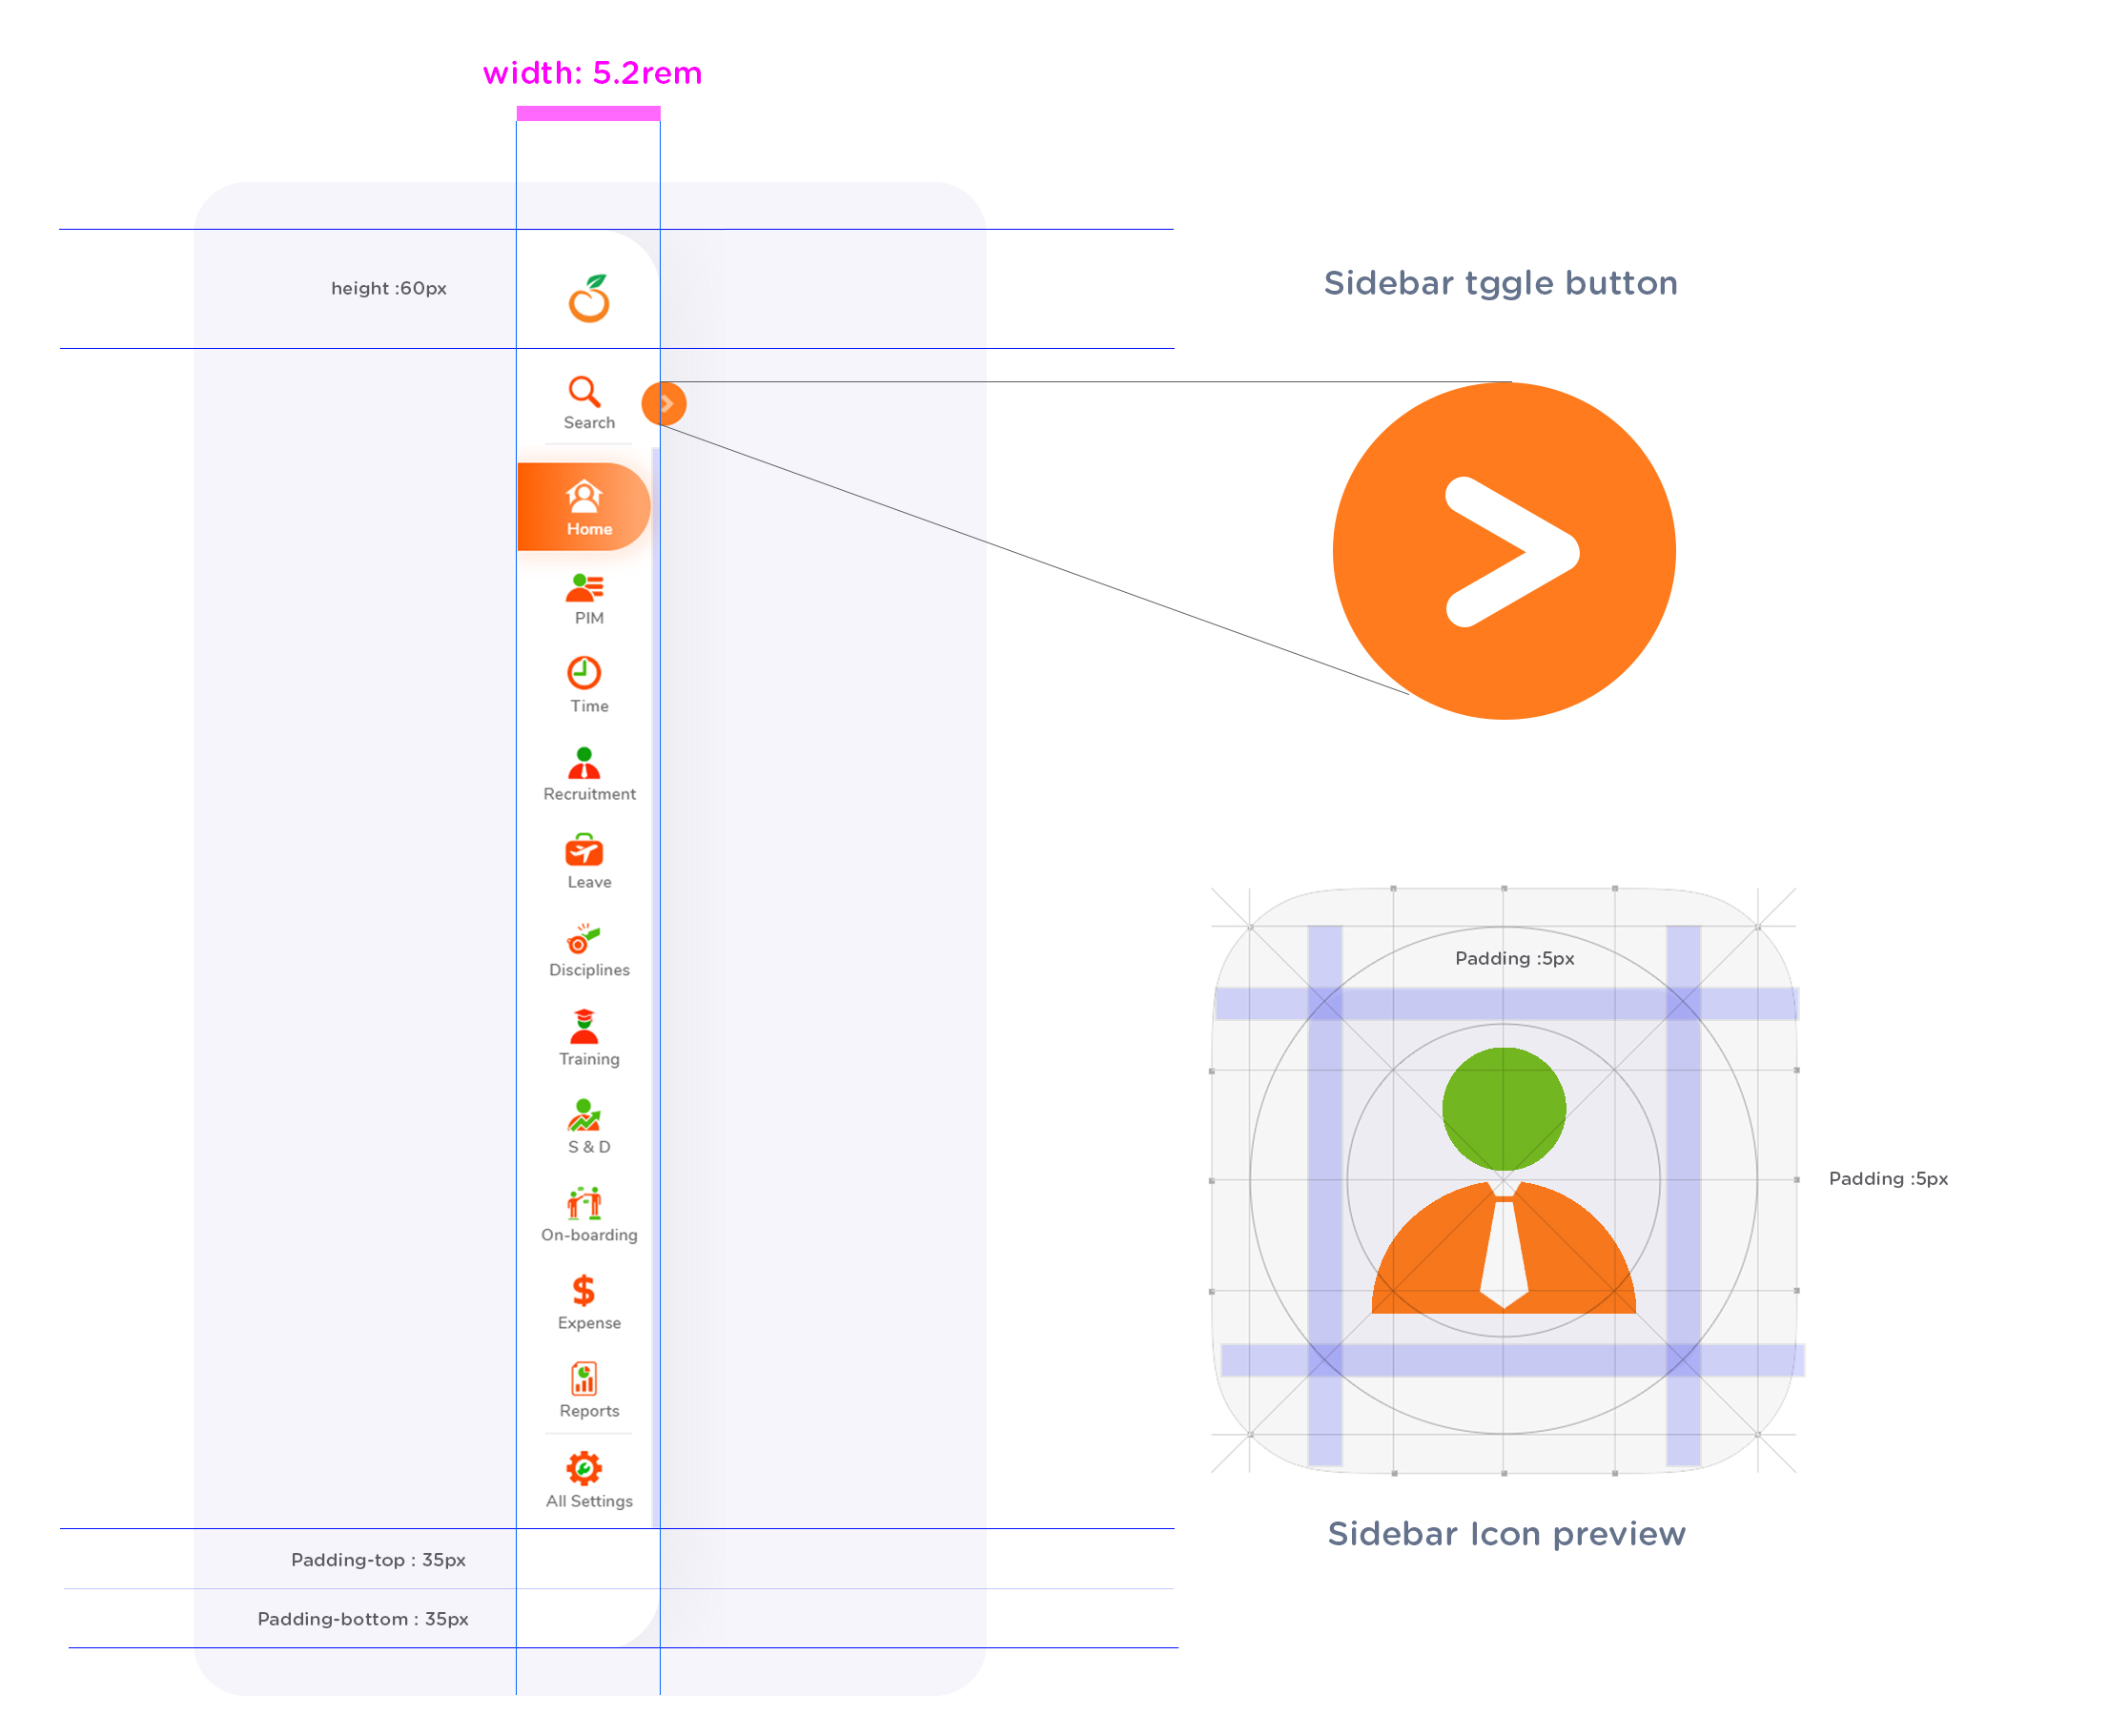 width: 5.2rem
height :60px
Sidebar tggle button
Search
Home
PIM
Time
Recruitment
Leave
Disciplines
Training
S & D
On-boarding
Expense
Reports
All Settings
Padding :5px
Padding :5px
Sidebar Icon preview
Padding-top : 35px
Padding-bottom : 35px